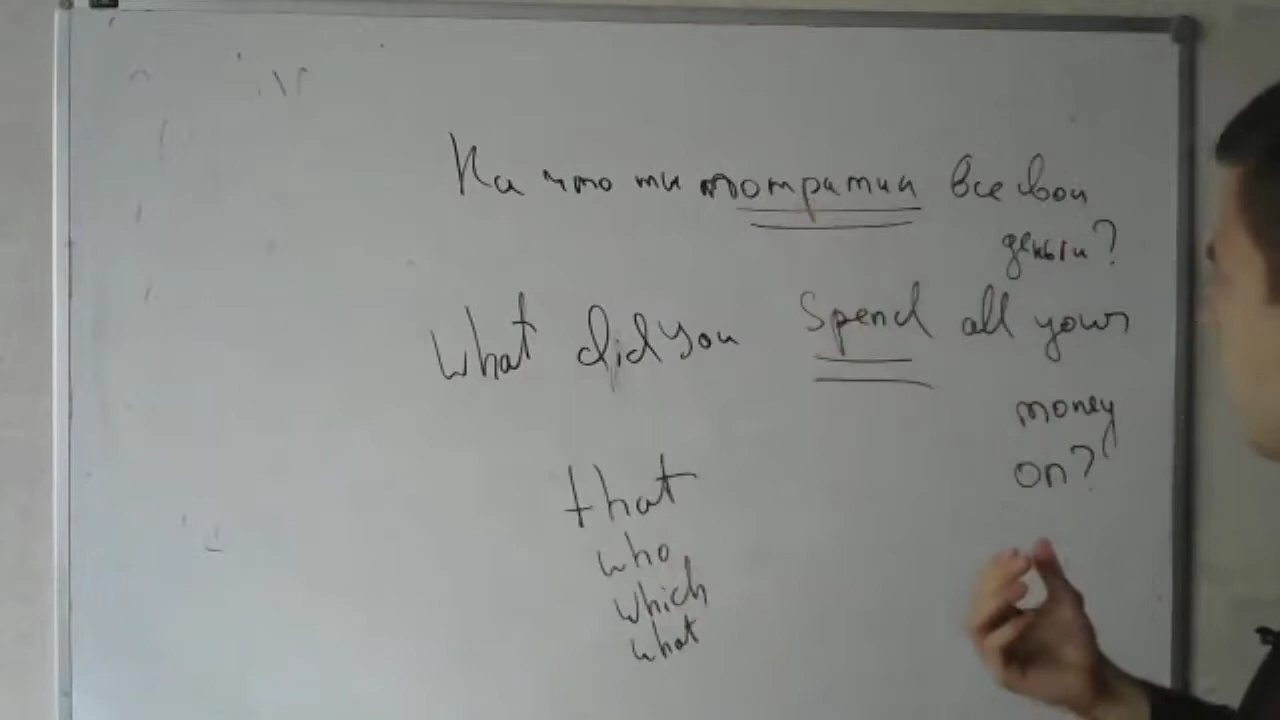 На что ты потратил все свои
деньги?
What did you spend all your
money
on?
that
who
which
what